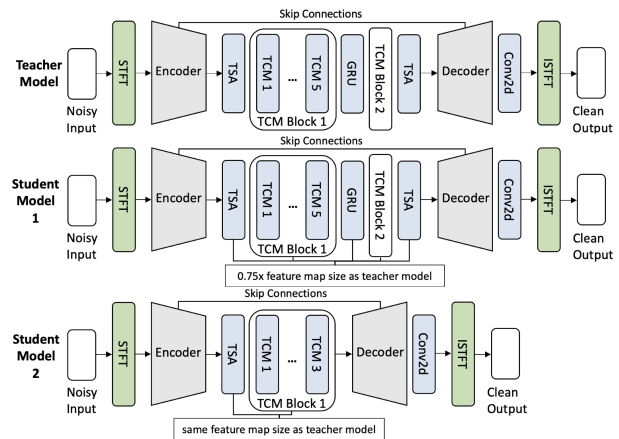 Skip Connections
Teacher
Model
Noisy
Input
STFT
Encoder
TSA
TCM 1
...
TCM 5
TCM Block 1
GRU
TCM Block 2
TSA
Decoder
Conv2d
ISTFT
Clean
Output
Skip Connections
Student
Model
1
Noisy
Input
STFT
Encoder
TSA
TCM 1
...
TCM 5
TCM Block 1
GRU
TCM Block 2
TSA
Decoder
Conv2d
ISTFT
Clean
Output
0.75x feature map size as teacher model
Skip Connections
Student
Model
2
Noisy
Input
STFT
Encoder
TSA
TCM 1
...
TCM 3
TCM Block 1
Decoder
Conv2d
ISTFT
Clean
Output
same feature map size as teacher model